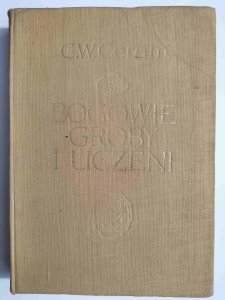 C.W. Ceram
BOGOWIE
GROBY
I UCZENI